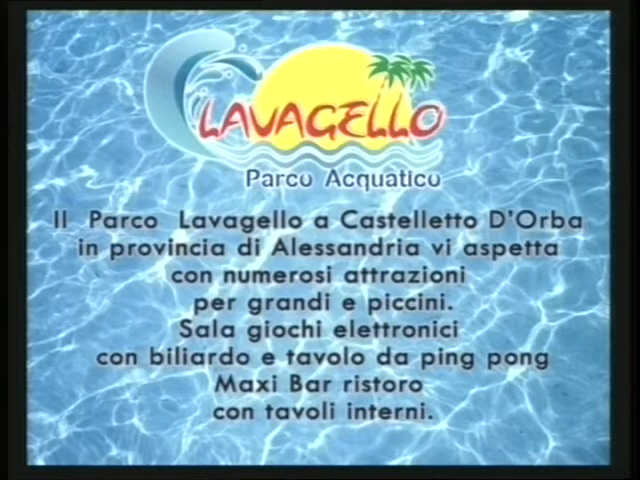 LAVAGELLO
Parco Acquatico
Il Parco Lavagello a Castelletto D'Orba
in provincia di Alessandria vi aspetta
con numerosi attrazioni
per grandi e piccini.
Sala giochi elettronici
con biliardo e tavolo da ping pong
Maxi Bar ristoro
con tavoli interni.